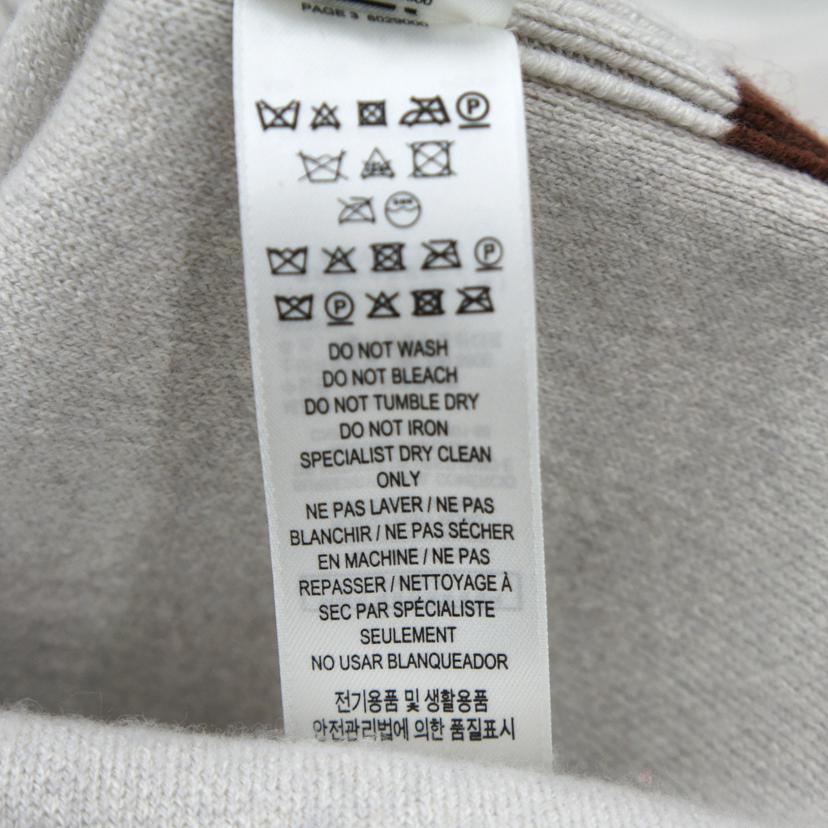 PAGE 3 6029000
DO NOT WASH
DO NOT BLEACH
DO NOT TUMBLE DRY
DO NOT IRON
SPECIALIST DRY CLEAN
ONLY
NE PAS LAVER / NE PAS
BLANCHIR / NE PAS SÉCHER
EN MACHINE / NE PAS
REPASSER / NETTOYAGE À
SEC PAR SPÉCIALISTE
SEULEMENT
NO USAR BLANQUEADOR
전기용품 및 생활용품
안전관리법에 의한 품질표시